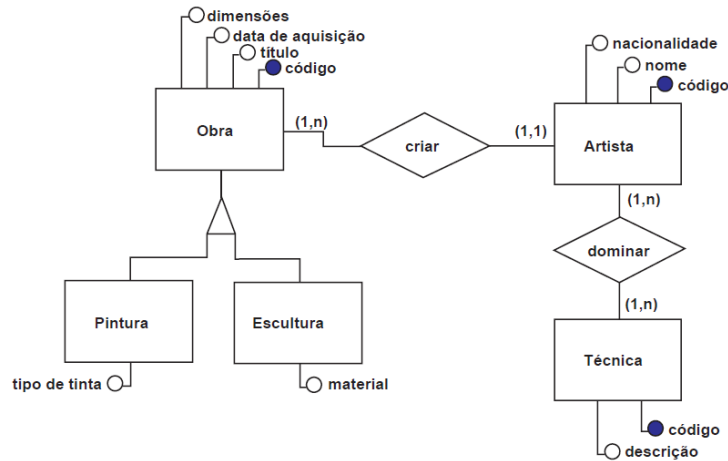 dimensões
nacionalidade
data de aquisição
título
nome
código
código
(1,n)
(1,1)
Obra
criar
Artista
(1,n)
dominar
(1,n)
Pintura
Escultura
Técnica
tipo de tinta
material
código
descrição